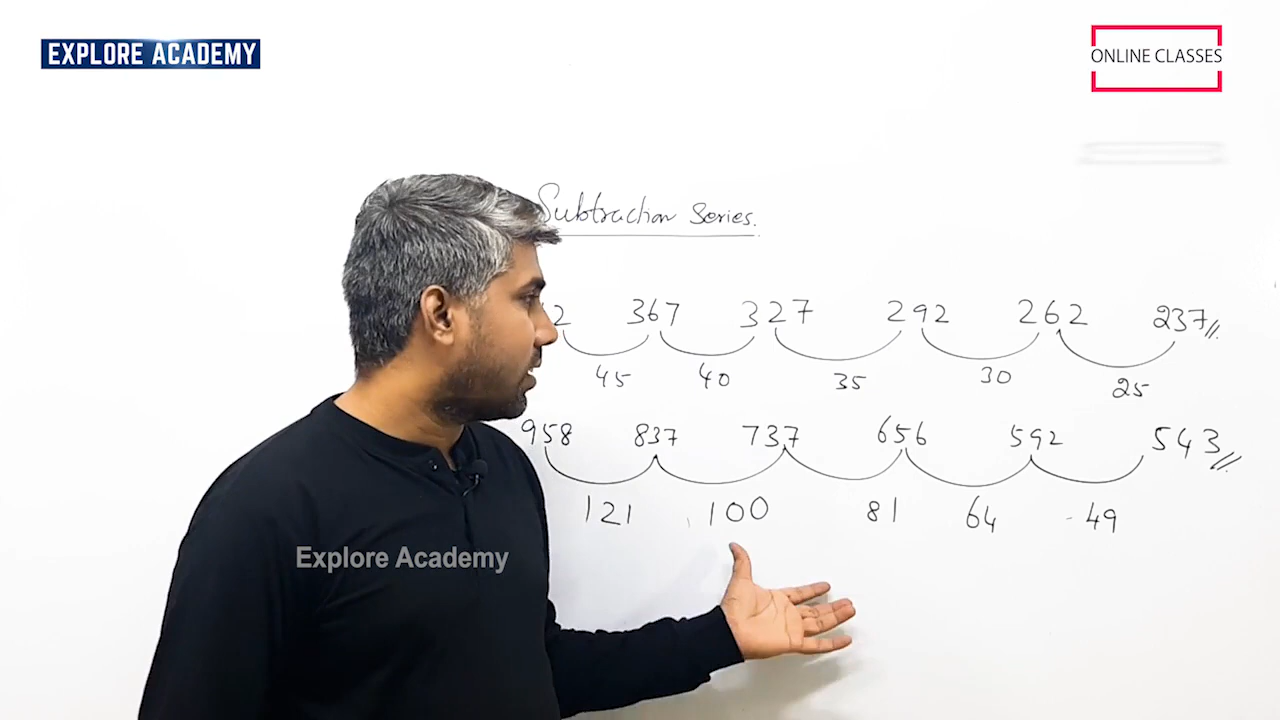 EXPLORE ACADEMY
ONLINE CLASSES
Subtraction Series.
2 367 327 292 262 237
45 40 35 30 25
958 837 737 656 592 543
121 100 81 64 49
Explore Academy